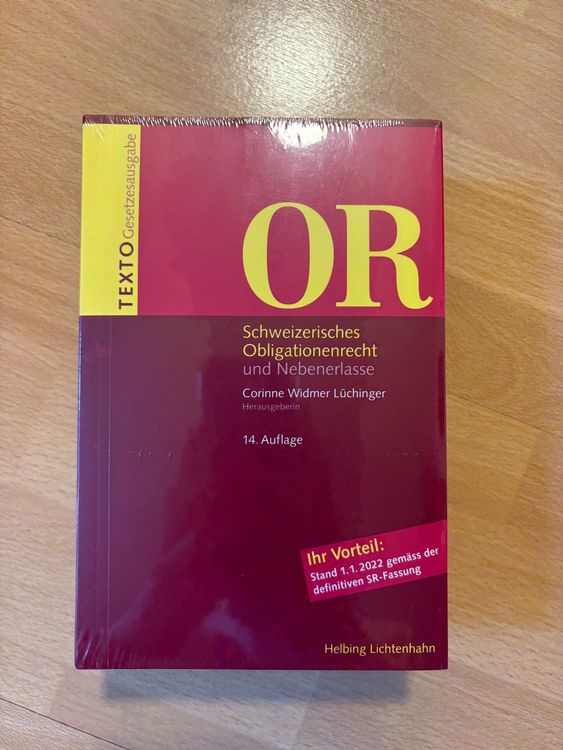 TEXTO Gesetzesausgabe
OR
Schweizerisches
Obligationenrecht
und Nebenerlasse
Corinne Widmer Lüchinger
Herausgeberin
14. Auflage
Ihr Vorteil:
Stand 1.1.2022 gemäss der
definitiven SR-Fassung
Helbing Lichtenhahn